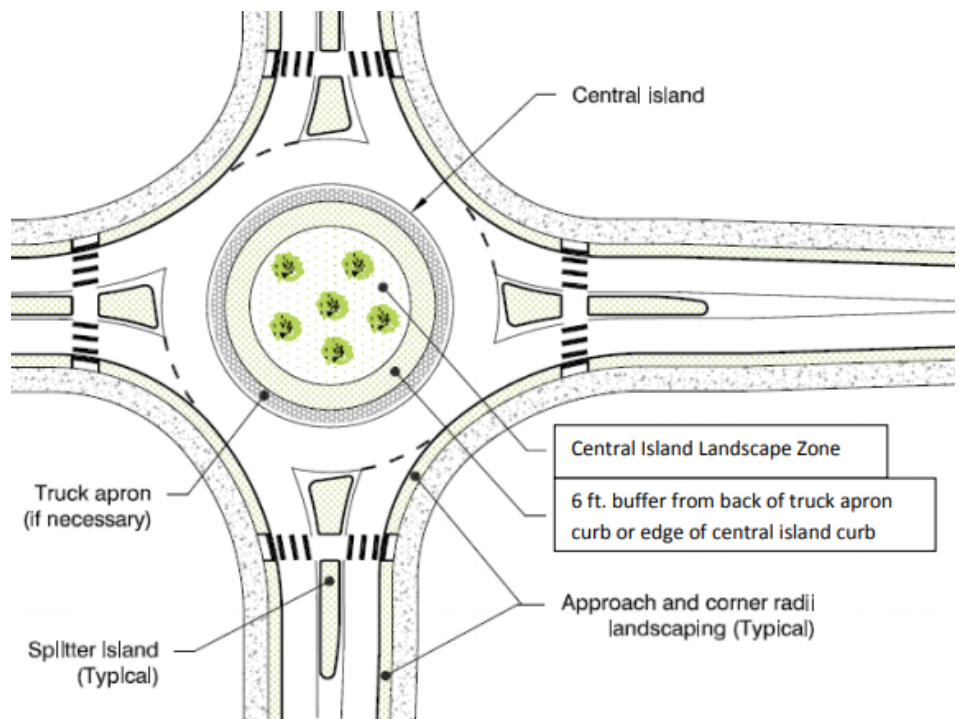 Central island
Central Island Landscape Zone
6 ft. buffer from back of truck apron
curb or edge of central island curb
Truck apron
(if necessary)
Approach and corner radii
landscaping (Typical)
Splitter Island
(Typical)